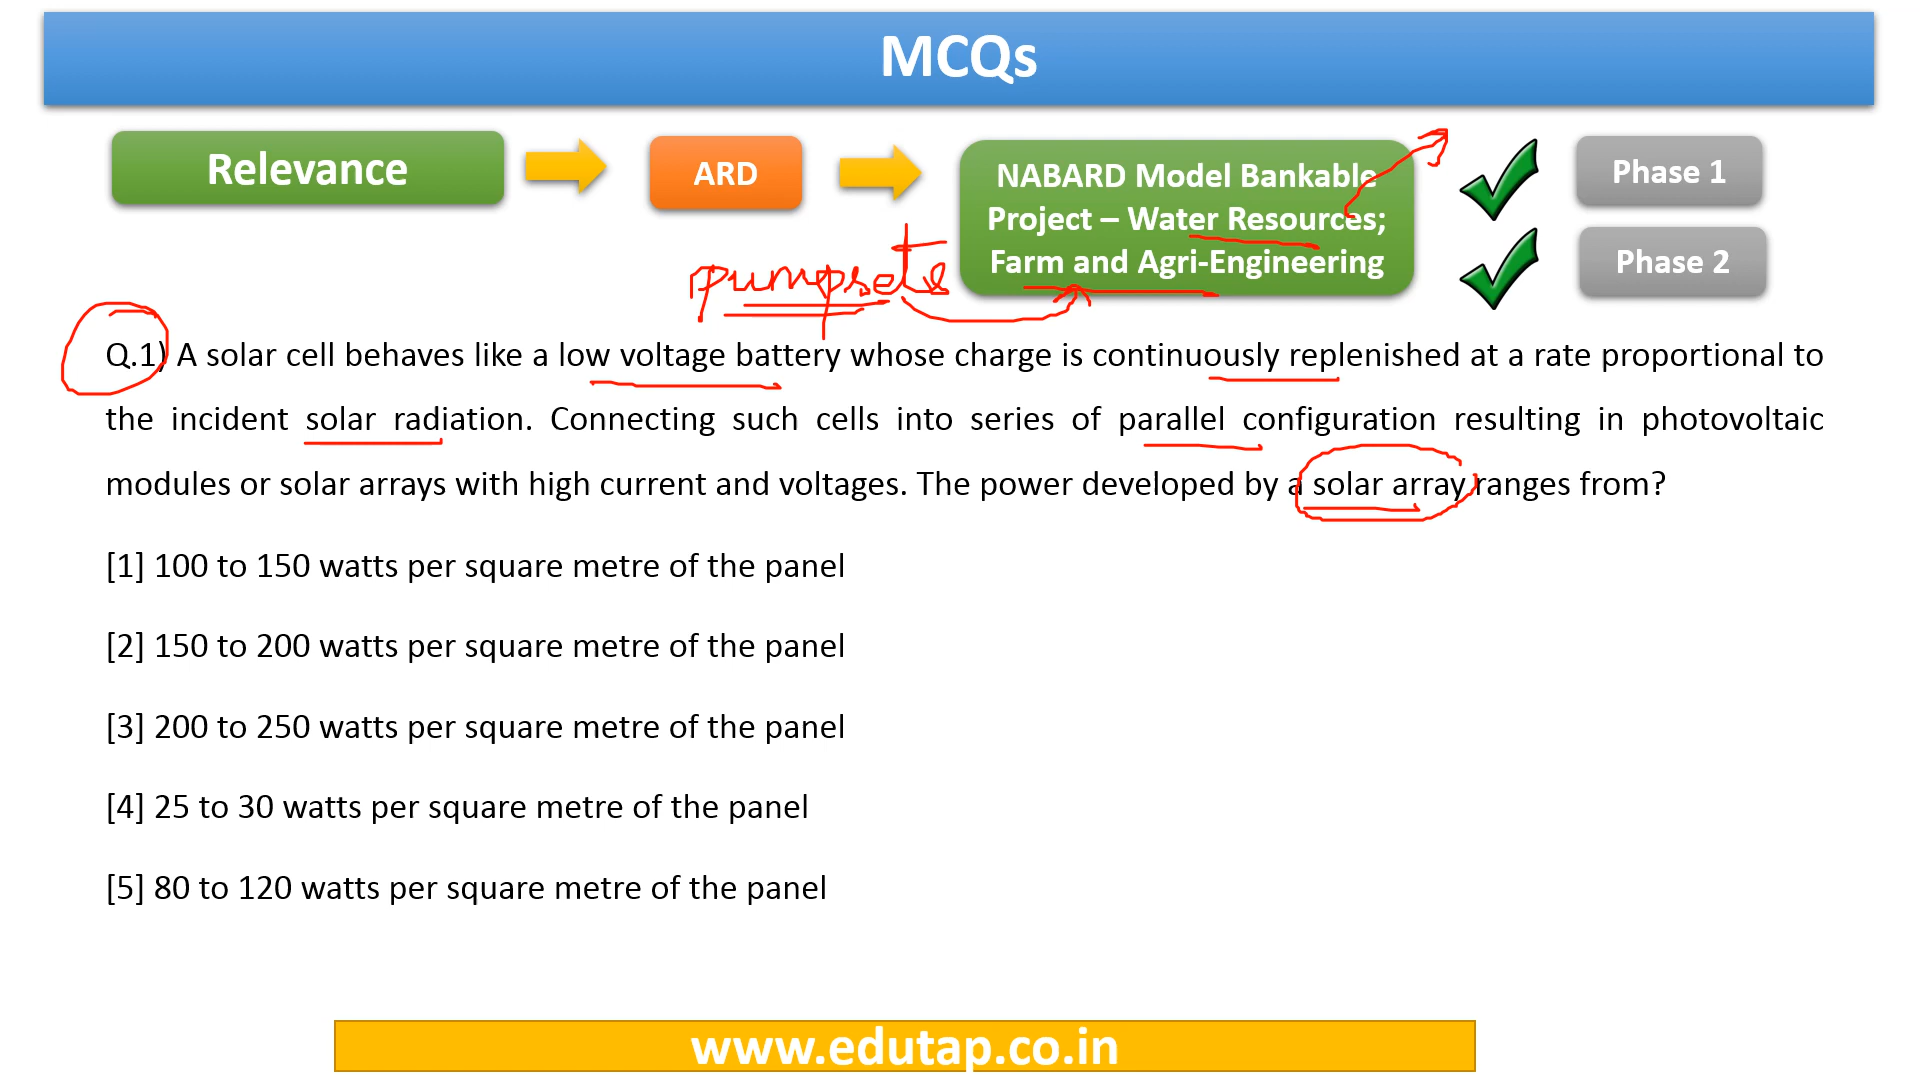 MCQs
Relevance
ARD
NABARD Model Bankable
Project – Water Resources;
Farm and Agri-Engineering
Phase 1
Phase 2
pumpsets
Q.1) A solar cell behaves like a low voltage battery whose charge is continuously replenished at a rate proportional to
the incident solar radiation. Connecting such cells into series of parallel configuration resulting in photovoltaic
modules or solar arrays with high current and voltages. The power developed by a solar array ranges from?
[1] 100 to 150 watts per square metre of the panel
[2] 150 to 200 watts per square metre of the panel
[3] 200 to 250 watts per square metre of the panel
[4] 25 to 30 watts per square metre of the panel
[5] 80 to 120 watts per square metre of the panel
www.edutap.co.in